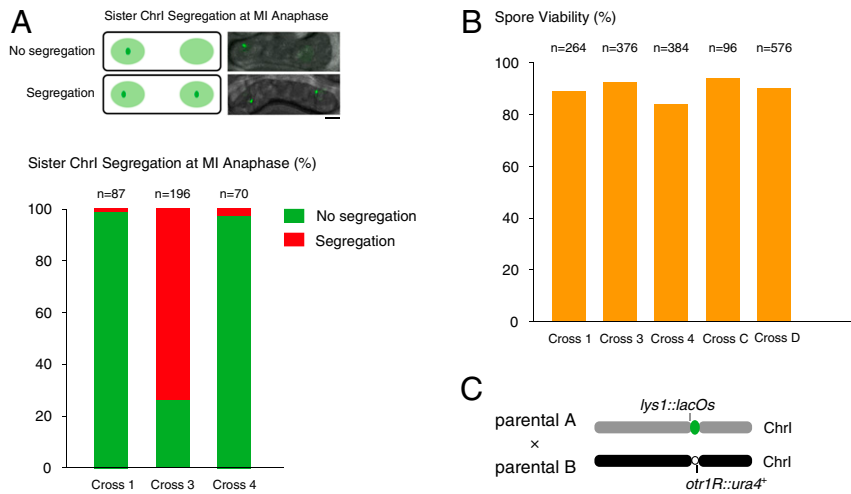 A
Sister ChrI Segregation at MI Anaphase
No segregation
Segregation
Sister ChrI Segregation at MI Anaphase (%)
n=87 n=196 n=70
100
80
60
40
20
0
Cross 1 Cross 3 Cross 4
No segregation
Segregation
B
Spore Viability (%)
n=264 n=376 n=384 n=96 n=576
100
80
60
40
20
0
Cross 1 Cross 3 Cross 4 Cross C Cross D
C
lys1::lacOs
parental A ChrI
×
parental B ChrI
otr1R::ura4⁺